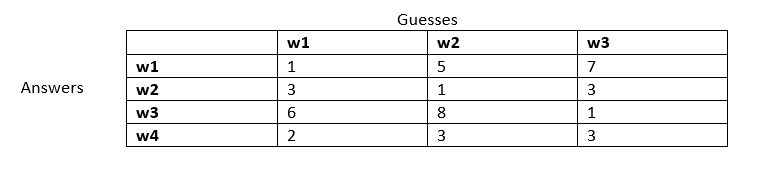 Guesses
w1 w2 w3
w1 1 5 7
Answers
w2 3 1 3
w3 6 8 1
w4 2 3 3